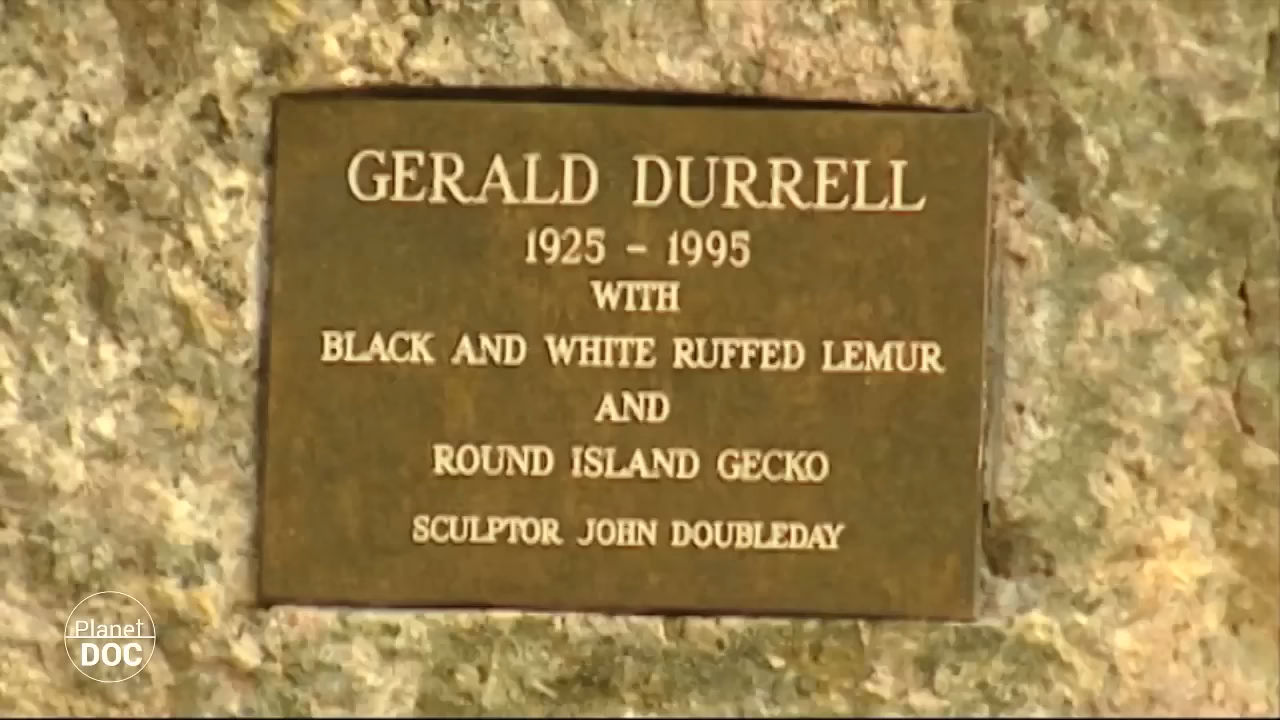 GERALD DURRELL
1925 - 1995
WITH
BLACK AND WHITE RUFFED LEMUR
AND
ROUND ISLAND GECKO
SCULPTOR JOHN DOUBLEDAY
Planet
DOC